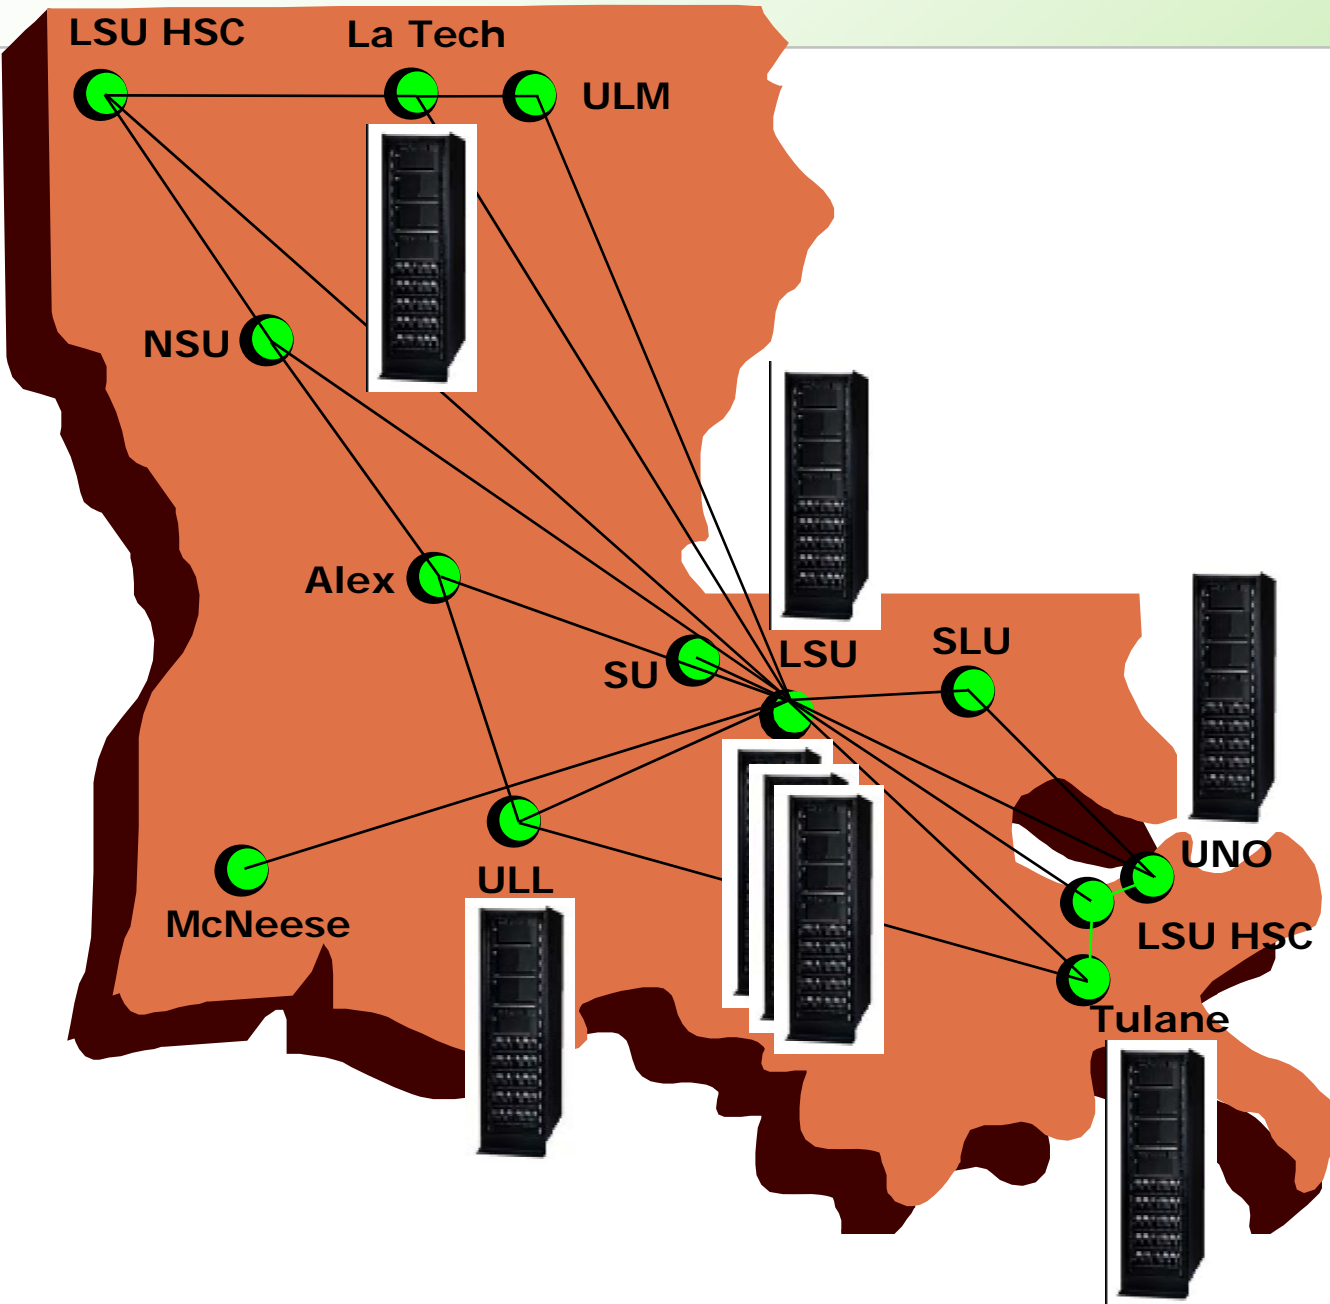 LSU HSC
La Tech
ULM
NSU
Alex
SU
LSU
SLU
UNO
ULL
McNeese
LSU HSC
Tulane